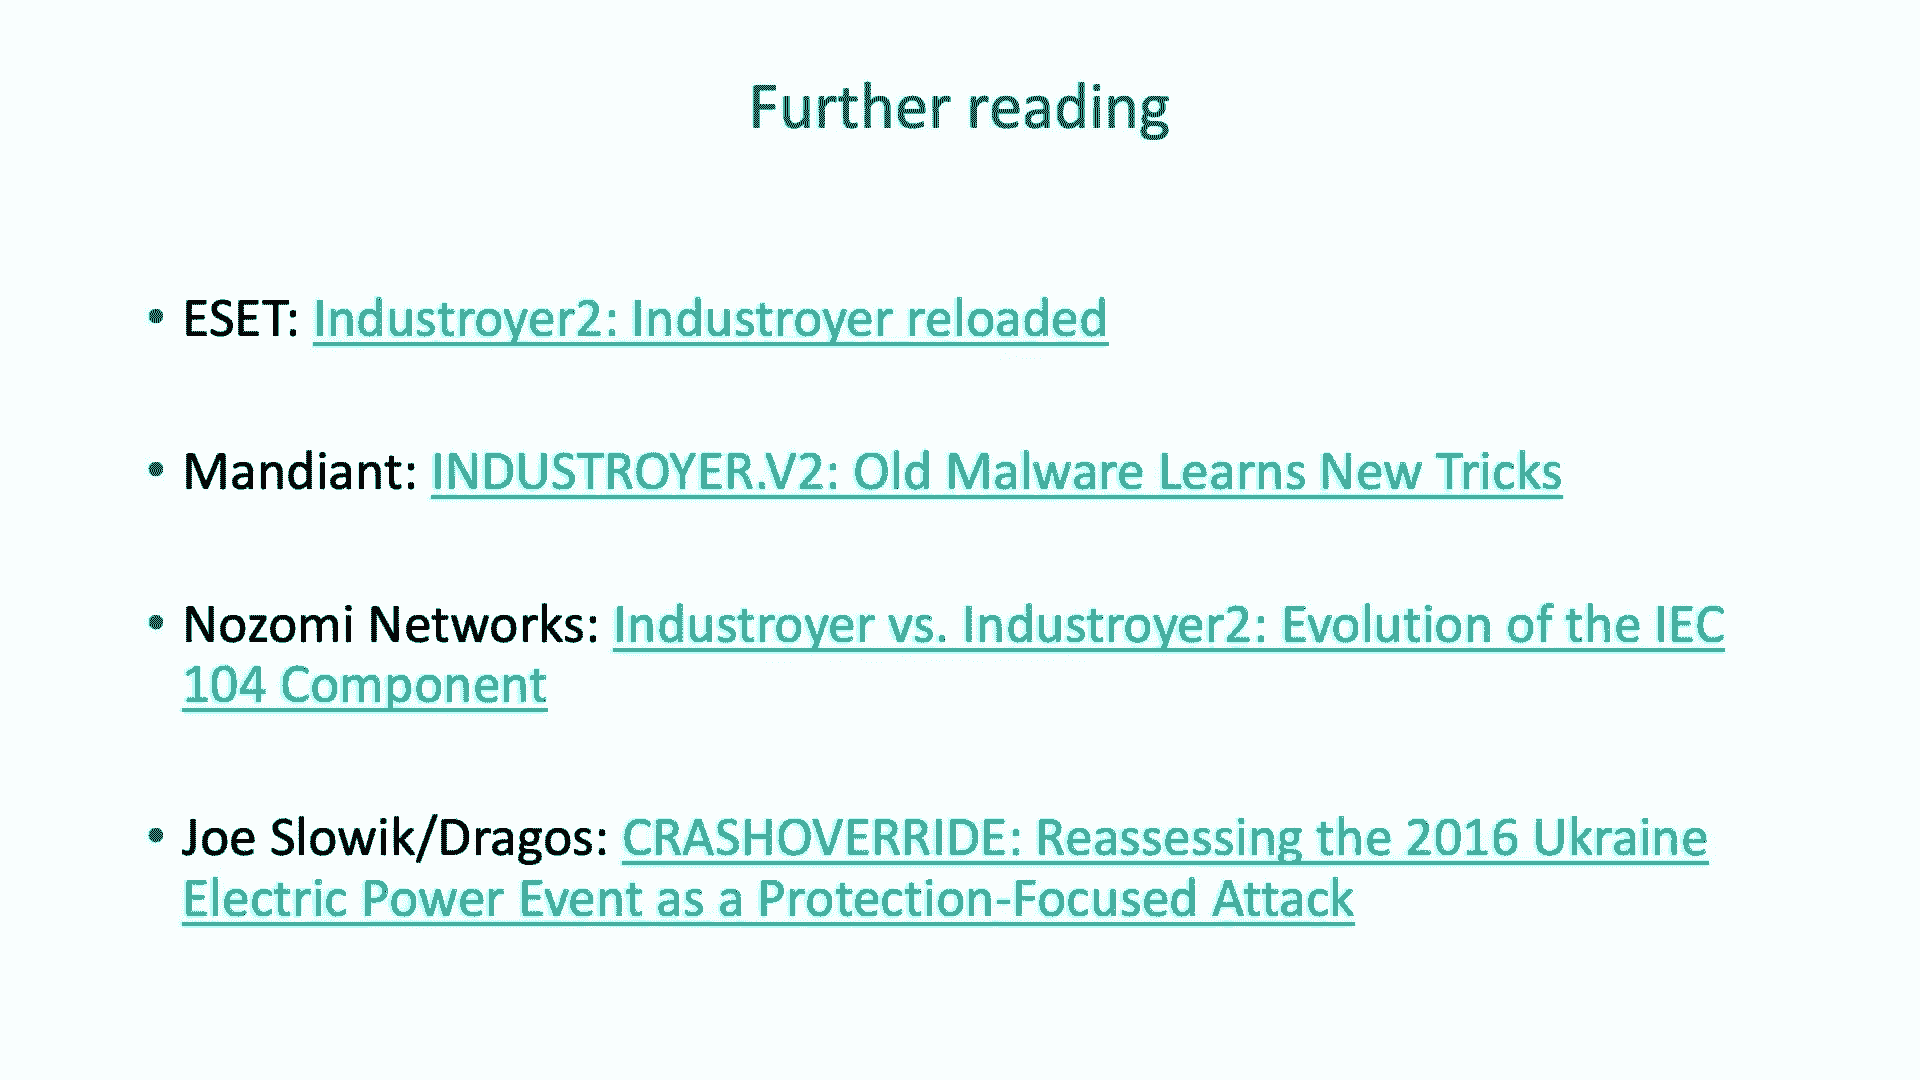 Further reading
• ESET: Industroyer2: Industroyer reloaded
• Mandiant: INDUSTROYER.V2: Old Malware Learns New Tricks
• Nozomi Networks: Industroyer vs. Industroyer2: Evolution of the IEC
104 Component
• Joe Slowik/Dragos: CRASHOVERRIDE: Reassessing the 2016 Ukraine
Electric Power Event as a Protection-Focused Attack